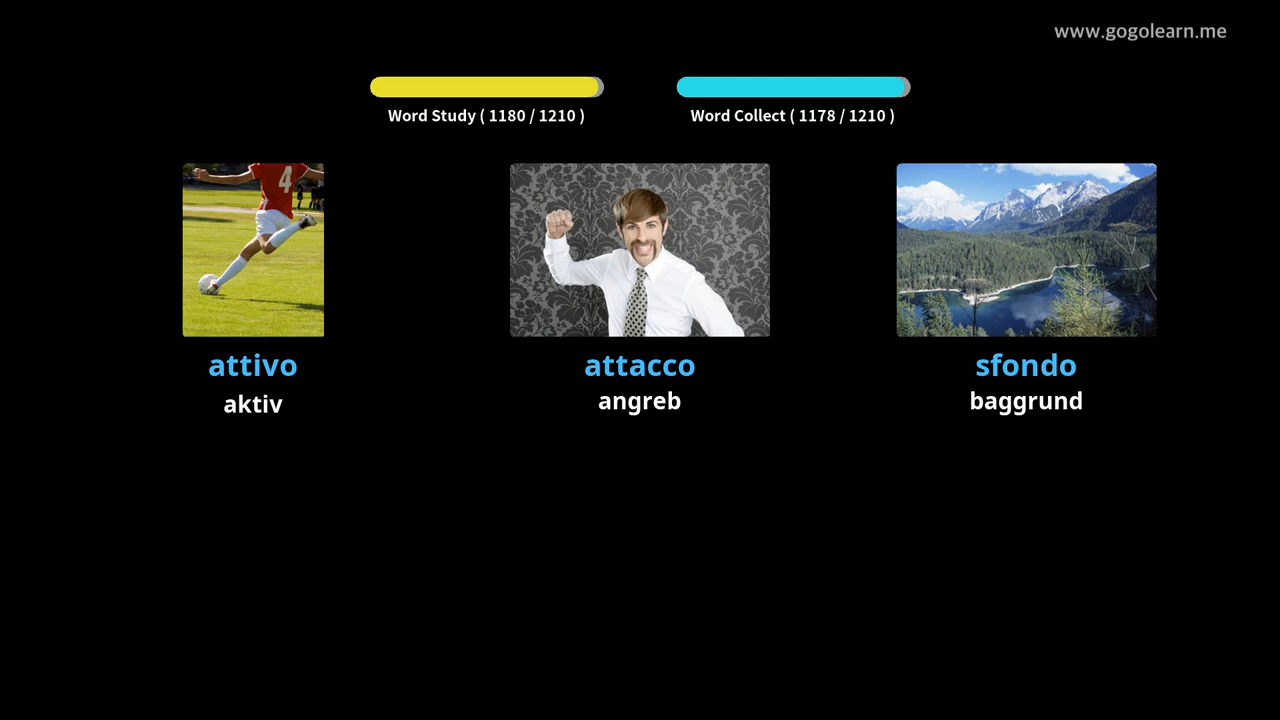 www.gogolearn.me
Word Study ( 1180 / 1210 )
Word Collect ( 1178 / 1210 )
4
attivo
attacco
sfondo
aktiv
angreb
baggrund